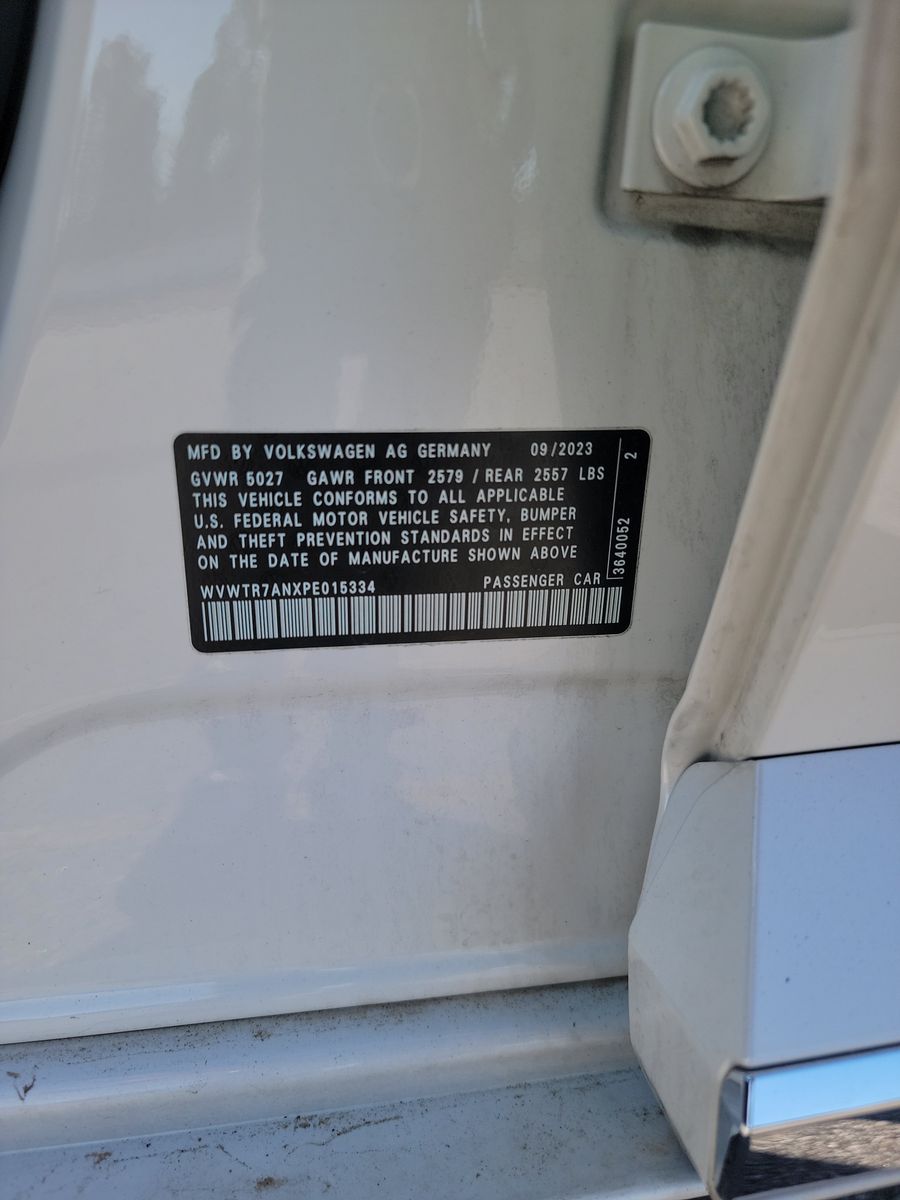 MFD BY VOLKSWAGEN AG GERMANY 09/2023
GVWR 5027 GAWR FRONT 2579 / REAR 2557 LBS
THIS VEHICLE CONFORMS TO ALL APPLICABLE
U.S. FEDERAL MOTOR VEHICLE SAFETY, BUMPER
AND THEFT PREVENTION STANDARDS IN EFFECT
ON THE DATE OF MANUFACTURE SHOWN ABOVE
WVWTR7ANXPE015334 PASSENGER CAR
3640052 2